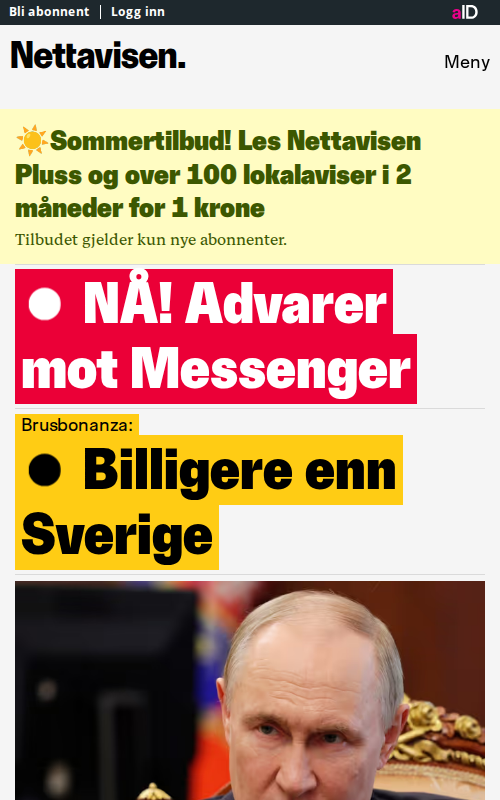 Bli abonnent | Logg inn
aID
Nettavisen.
Meny
☀️Sommertilbud! Les Nettavisen
Pluss og over 100 lokalaviser i 2
måneder for 1 krone
Tilbudet gjelder kun nye abonnenter.
● NÅ! Advarer
mot Messenger
Brusbonanza:
● Billigere enn
Sverige